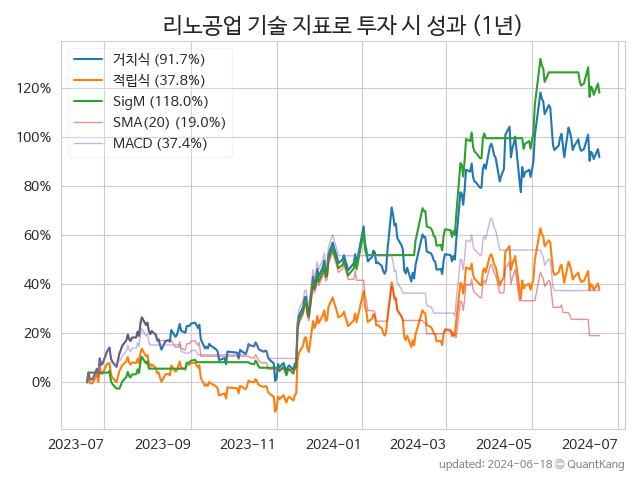 리노공업 기술 지표로 투자 시 성과 (1년)
거치식 (91.7%)
적립식 (37.8%)
SigM (118.0%)
SMA(20) (19.0%)
MACD (37.4%)
120%
100%
80%
60%
40%
20%
0%
2023-07 2023-09 2023-11 2024-01 2024-03 2024-05 2024-07
updated: 2024-06-18 © QuantKang